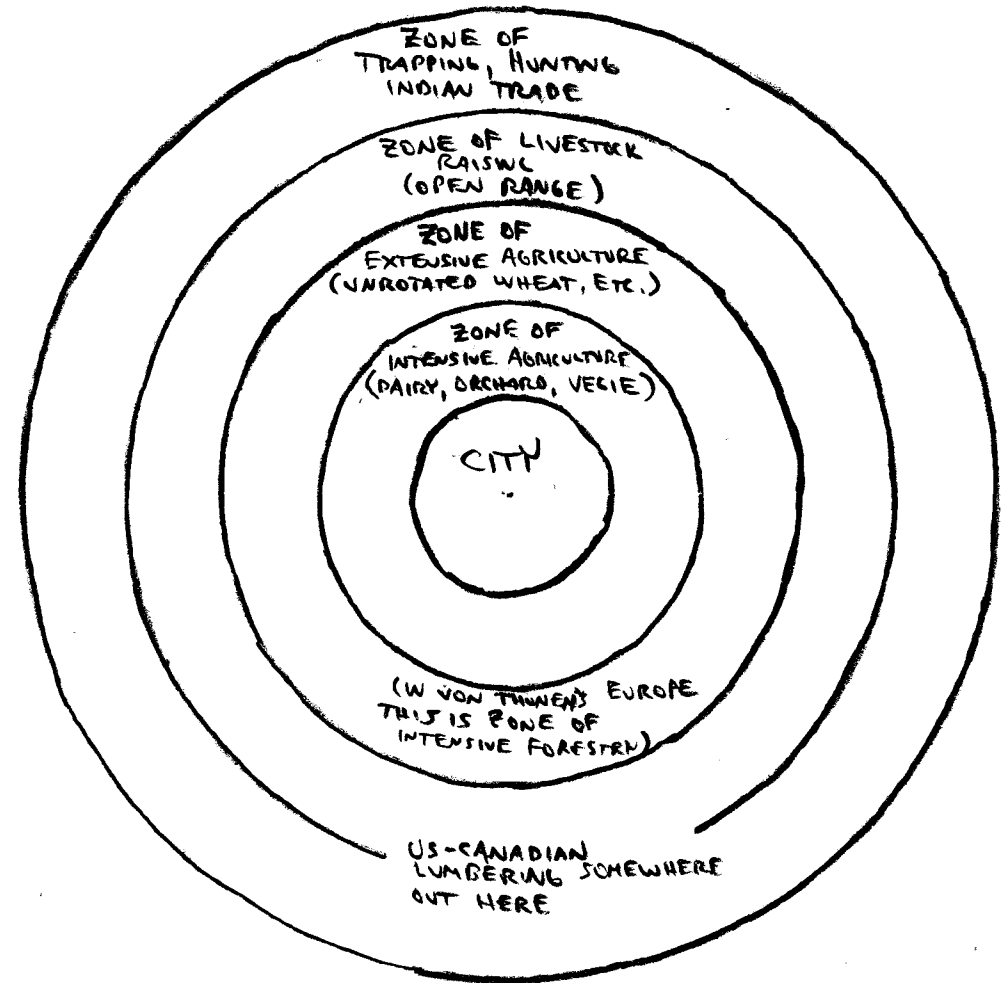 ZONE OF
TRAPPING, HUNTING
INDIAN TRADE
ZONE OF LIVESTOCK
RAISING
(OPEN RANGE)
ZONE OF
EXTENSIVE AGRICULTURE
(UNROTATED WHEAT, ETC.)
ZONE OF
INTENSIVE AGRICULTURE
(DAIRY, ORCHARD, VEGIE)
CITY
(IN VON THUNEN'S EUROPE
THIS IS ZONE OF
INTENSIVE FORESTRY)
US-CANADIAN
LUMBERING SOMEWHERE
OUT HERE